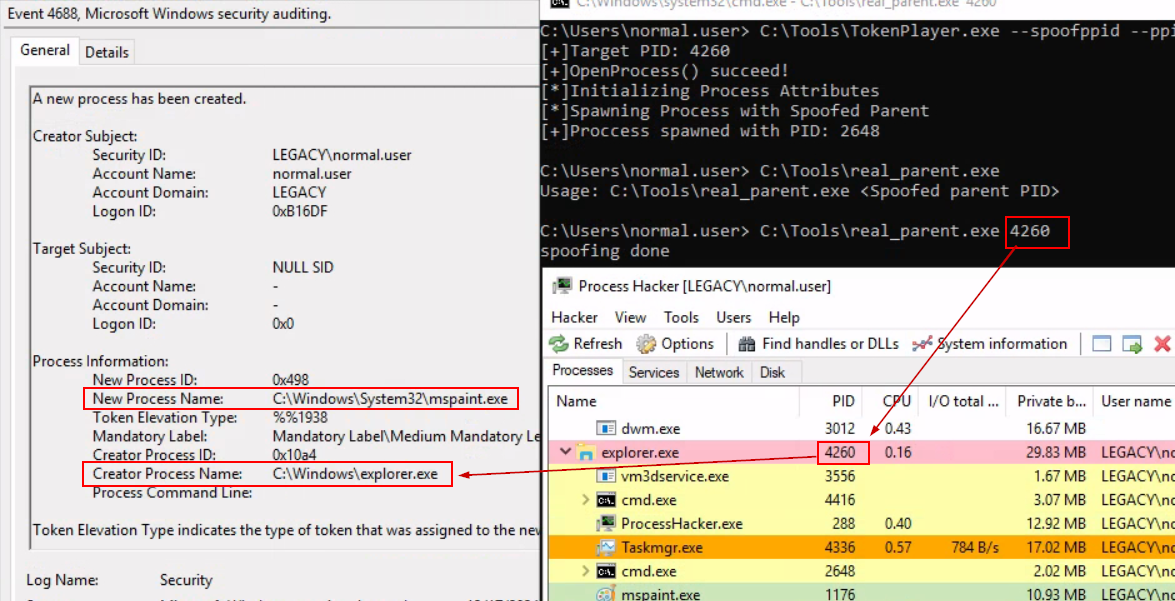 Event 4688, Microsoft Windows security auditing.
General Details
A new process has been created.
Creator Subject:
Security ID: LEGACY\normal.user
Account Name: normal.user
Account Domain: LEGACY
Logon ID: 0xB16DF
Target Subject:
Security ID: NULL SID
Account Name: -
Account Domain: -
Logon ID: 0x0
Process Information:
New Process ID: 0x498
New Process Name: C:\Windows\System32\mspaint.exe
Token Elevation Type: %%1938
Mandatory Label: Mandatory Label\Medium Mandatory Le
Creator Process ID: 0x10a4
Creator Process Name: C:\Windows\explorer.exe
Process Command Line:
Token Elevation Type indicates the type of token that was assigned to the new
Log Name: Security
C:\Windows\system32\cmd.exe - C:\Tools\real_parent.exe 4260
C:\Users\normal.user> C:\Tools\TokenPlayer.exe --spoofppid --ppi
[+]Target PID: 4260
[+]OpenProcess() succeed!
[*]Initializing Process Attributes
[*]Spawning Process with Spoofed Parent
[+]Proccess spawned with PID: 2648
C:\Users\normal.user> C:\Tools\real_parent.exe
Usage: C:\Tools\real_parent.exe <Spoofed parent PID>
C:\Users\normal.user> C:\Tools\real_parent.exe 4260
spoofing done
Process Hacker [LEGACY\normal.user]
Hacker View Tools Users Help
Refresh Options Find handles or DLLs System information
Processes Services Network Disk
Name PID CPU I/O total ... Private b... User name
dwm.exe 3012 0.43 16.67 MB
explorer.exe 4260 0.16 29.83 MB LEGACY\no
vm3dservice.exe 3556 1.67 MB LEGACY\no
cmd.exe 4416 3.07 MB LEGACY\no
ProcessHacker.exe 288 0.40 12.92 MB LEGACY\no
Taskmgr.exe 4336 0.57 784 B/s 17.02 MB LEGACY\no
cmd.exe 2648 2.02 MB LEGACY\no
mspaint.exe 1176 10.93 MB LEGACY\no